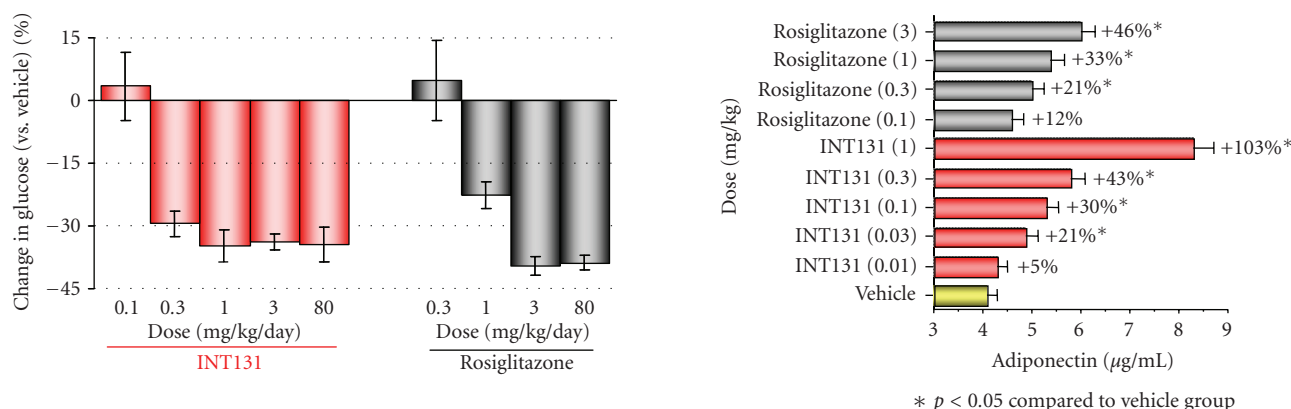 Change in glucose (vs. vehicle) (%)
15
0
−15
−30
−45
0.1 0.3 1 3 80
Dose (mg/kg/day)
INT131
0.3 1 3 80
Dose (mg/kg/day)
Rosiglitazone
Dose (mg/kg)
Rosiglitazone (3) +46%*
Rosiglitazone (1) +33%*
Rosiglitazone (0.3) +21%*
Rosiglitazone (0.1) +12%
INT131 (1) +103%*
INT131 (0.3) +43%*
INT131 (0.1) +30%*
INT131 (0.03) +21%*
INT131 (0.01) +5%
Vehicle
3 4 5 6 7 8 9
Adiponectin (μg/mL)
* p < 0.05 compared to vehicle group